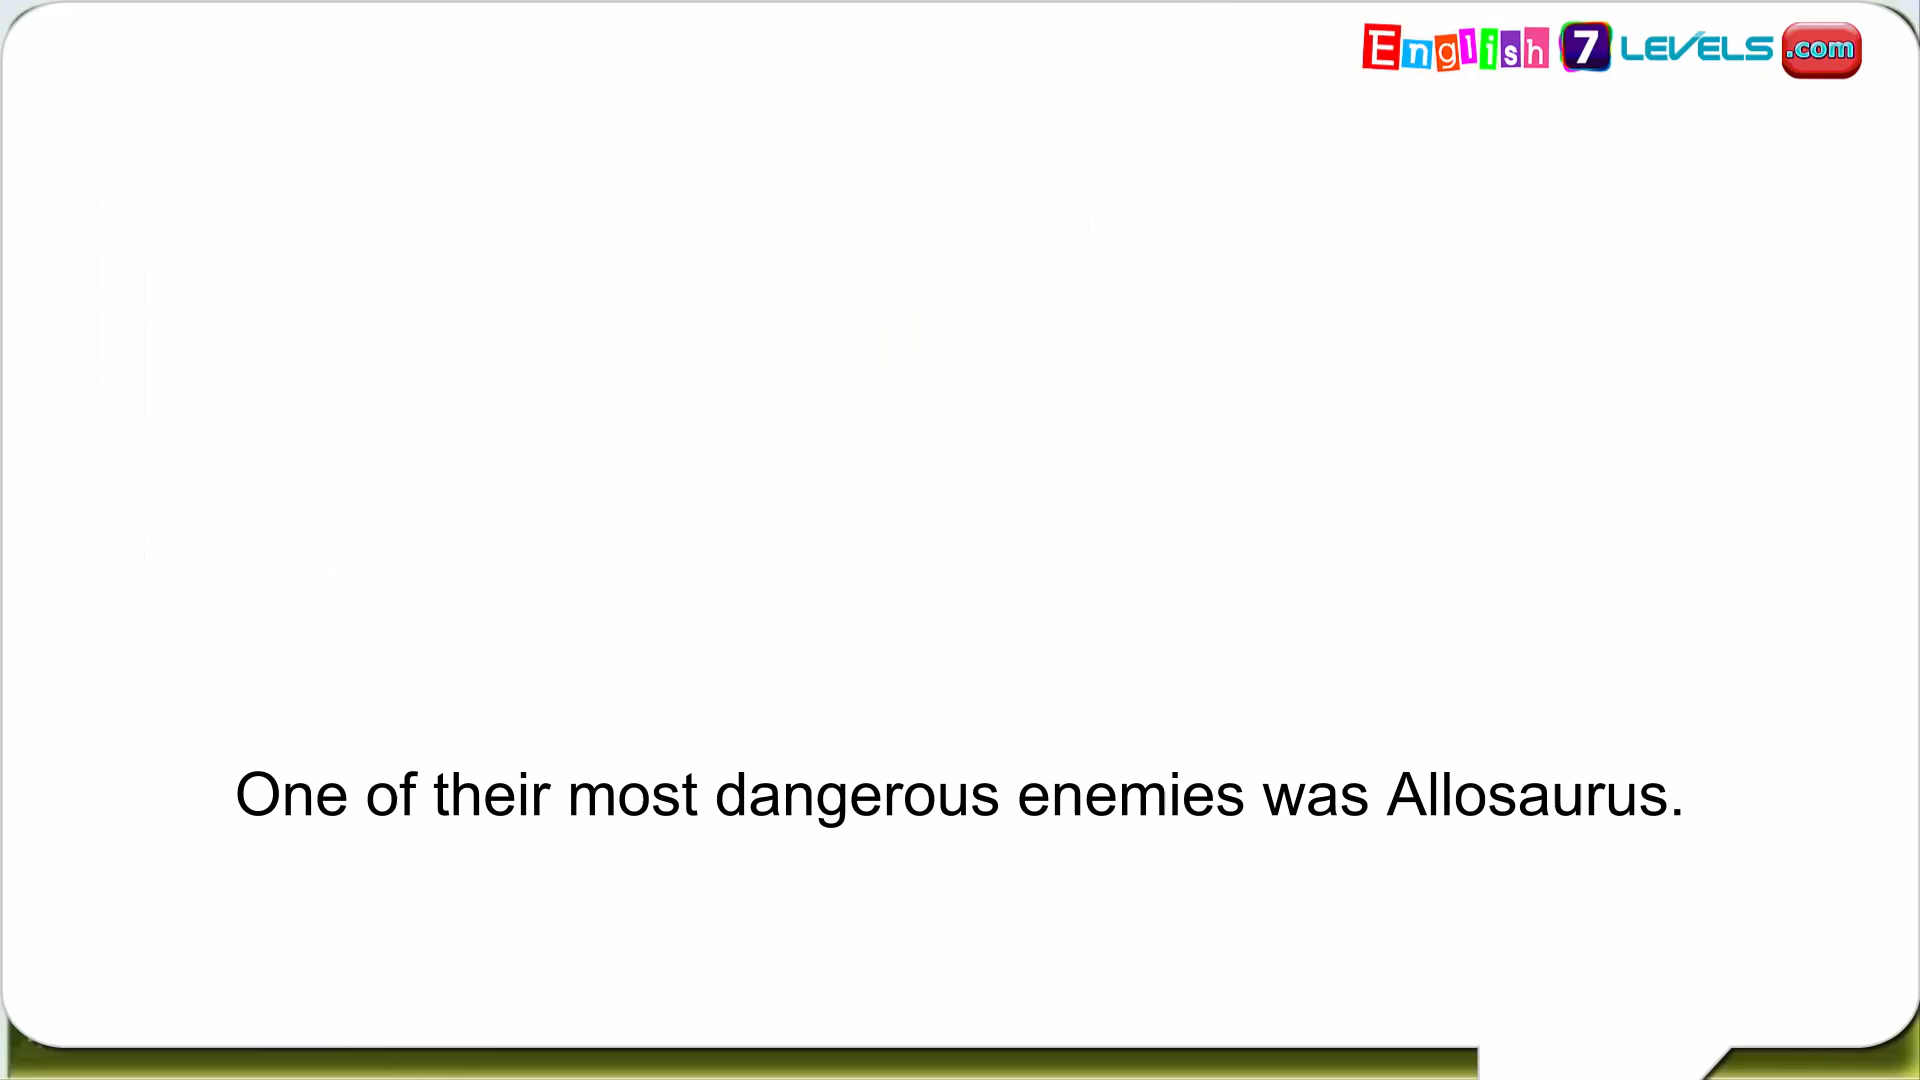 English 7 LEVELS .com
One of their most dangerous enemies was Allosaurus.